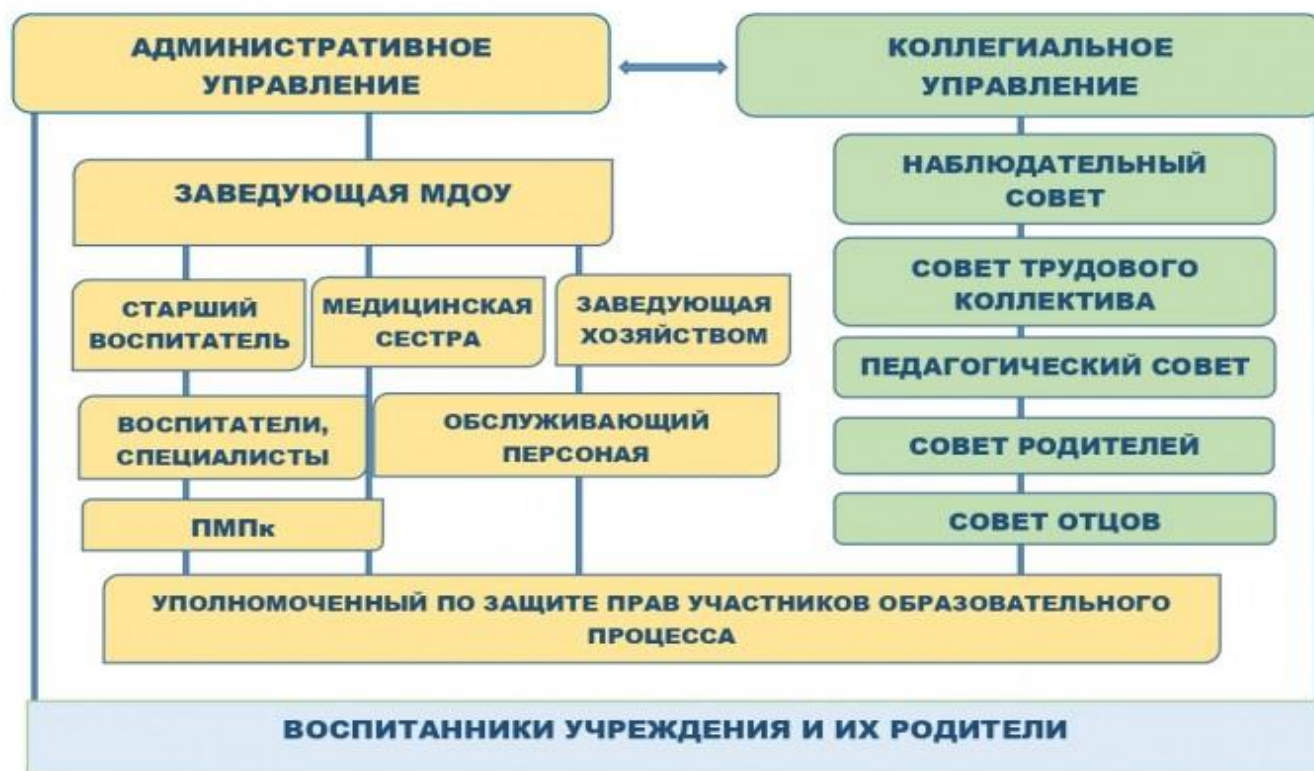 АДМИНИСТРАТИВНОЕ
УПРАВЛЕНИЕ
КОЛЛЕГИАЛЬНОЕ
УПРАВЛЕНИЕ
ЗАВЕДУЮЩАЯ МДОУ
СТАРШИЙ
ВОСПИТАТЕЛЬ
МЕДИЦИНСКАЯ
СЕСТРА
ЗАВЕДУЮЩАЯ
ХОЗЯЙСТВОМ
ВОСПИТАТЕЛИ,
СПЕЦИАЛИСТЫ
ОБСЛУЖИВАЮЩИЙ
ПЕРСОНАЯ
ПМПк
НАБЛЮДАТЕЛЬНЫЙ
СОВЕТ
СОВЕТ ТРУДОВОГО
КОЛЛЕКТИВА
ПЕДАГОГИЧЕСКИЙ СОВЕТ
СОВЕТ РОДИТЕЛЕЙ
СОВЕТ ОТЦОВ
УПОЛНОМОЧЕННЫЙ ПО ЗАЩИТЕ ПРАВ УЧАСТНИКОВ ОБРАЗОВАТЕЛЬНОГО
ПРОЦЕССА
ВОСПИТАННИКИ УЧРЕЖДЕНИЯ И ИХ РОДИТЕЛИ